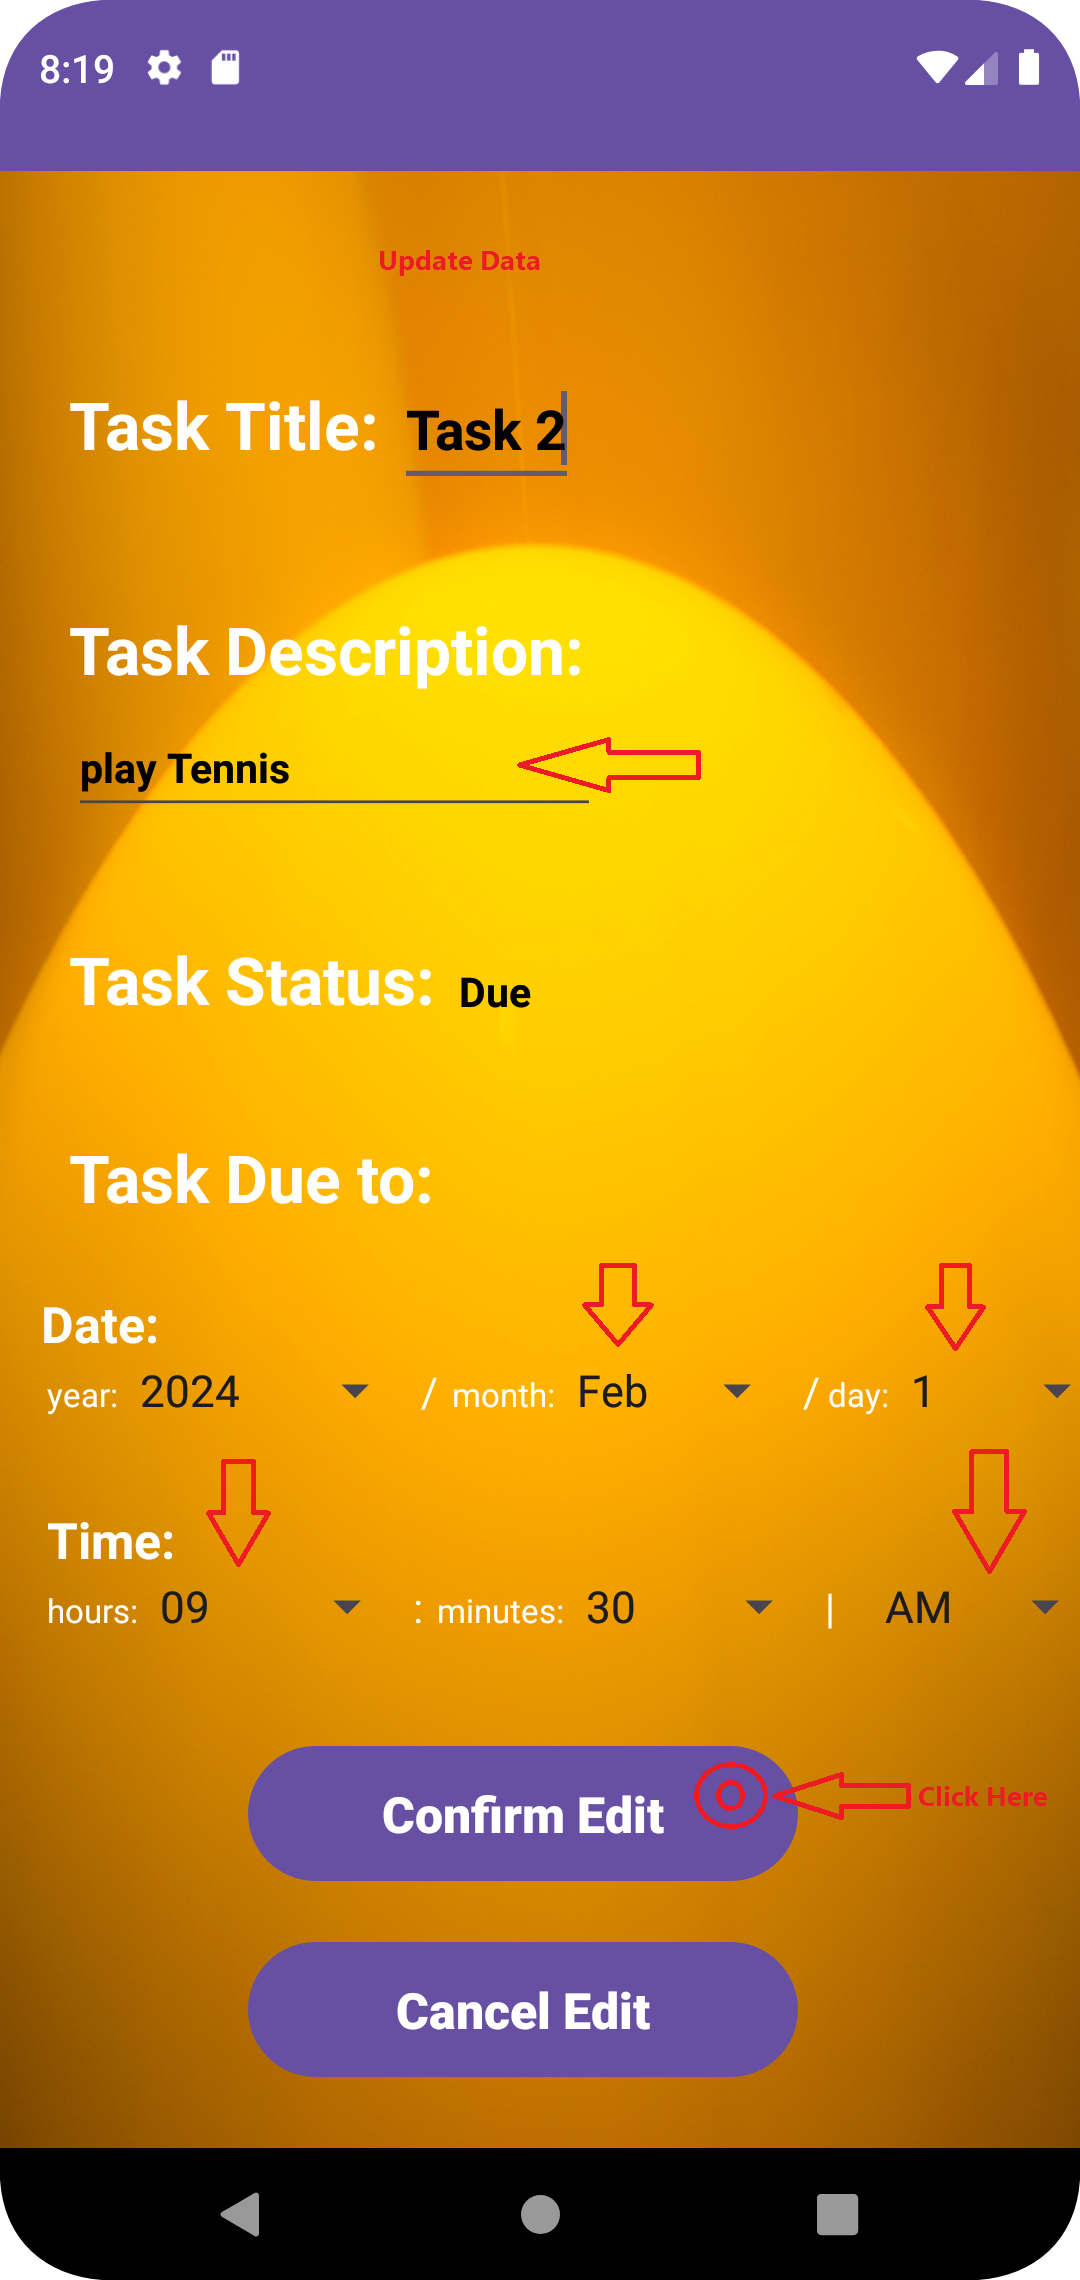 8:19
Update Data
Task Title: Task 2
Task Description:
play Tennis
Task Status: Due
Task Due to:
Date:
year: 2024 / month: Feb / day: 1
Time:
hours: 09 : minutes: 30 | AM
Confirm Edit Click Here
Cancel Edit